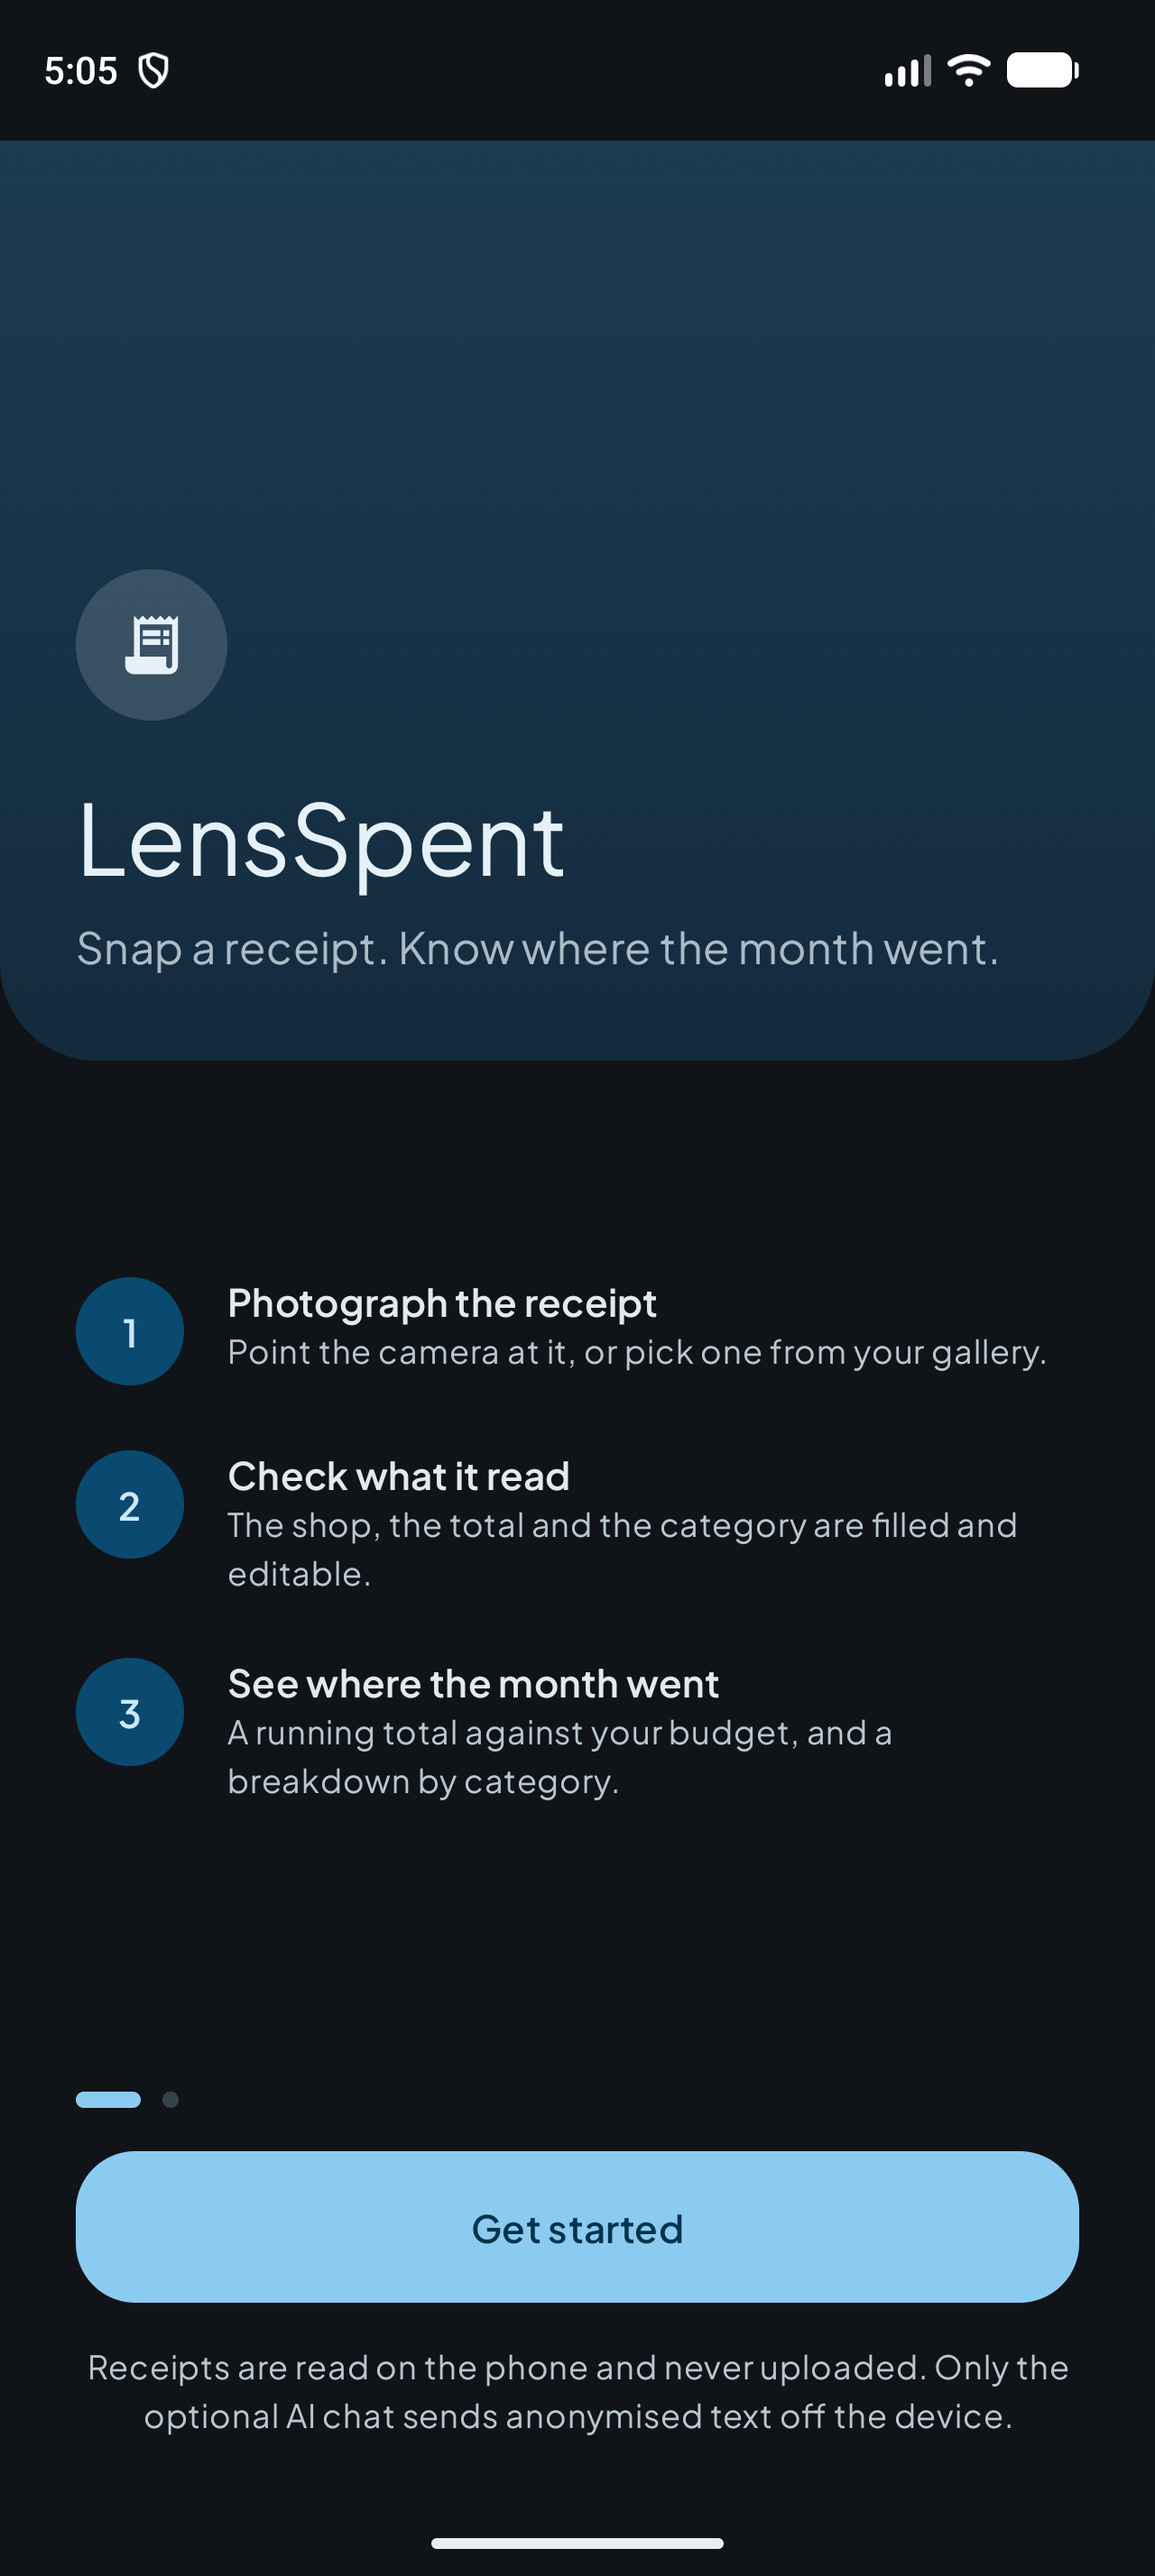 5:05
LensSpent
Snap a receipt. Know where the month went.
1
Photograph the receipt
Point the camera at it, or pick one from your gallery.
2
Check what it read
The shop, the total and the category are filled and
editable.
3
See where the month went
A running total against your budget, and a
breakdown by category.
Get started
Receipts are read on the phone and never uploaded. Only the
optional AI chat sends anonymised text off the device.